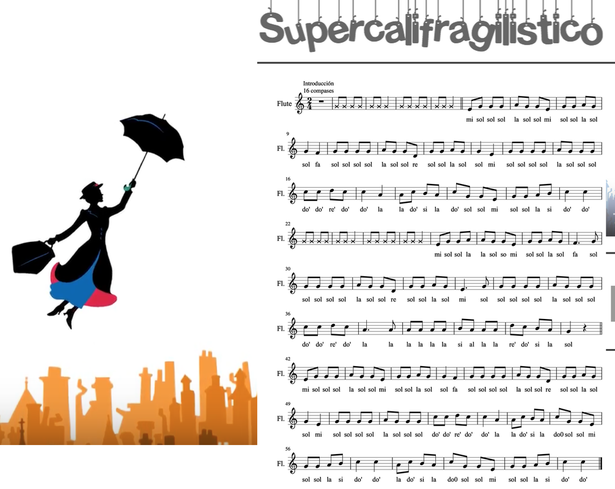 Supercalifragilístico
Introducción
16 compases
Flute
mi sol sol sol la sol sol mi sol sol la sol
9
Fl.
sol fa sol sol sol sol la sol sol re sol sol la sol sol mi sol sol sol sol la sol sol sol
16
Fl.
do' do' re' do' do' la la do' si la do' sol sol mi sol sol la si do' do'
22
Fl.
mi sol sol la la sol so mi sol sol la sol fa sol
30
Fl.
sol sol sol sol la sol sol re sol sol la sol mi sol sol sol sol sol la sol sol sol
36
Fl.
do' do' re' do' la la la la la la si al la la re' do' si la sol
42
Fl.
mi sol sol sol la sol sol mi sol sol la sol sol fa sol sol sol sol la sol sol re sol sol la sol
49
Fl.
sol mi sol sol sol sol la sol sol sol do' do' re' do' do' la la do' si la do0 sol sol mi
56
Fl.
sol sol la si do' do' la do' si la do0 sol sol mi sol sol la si do' do'